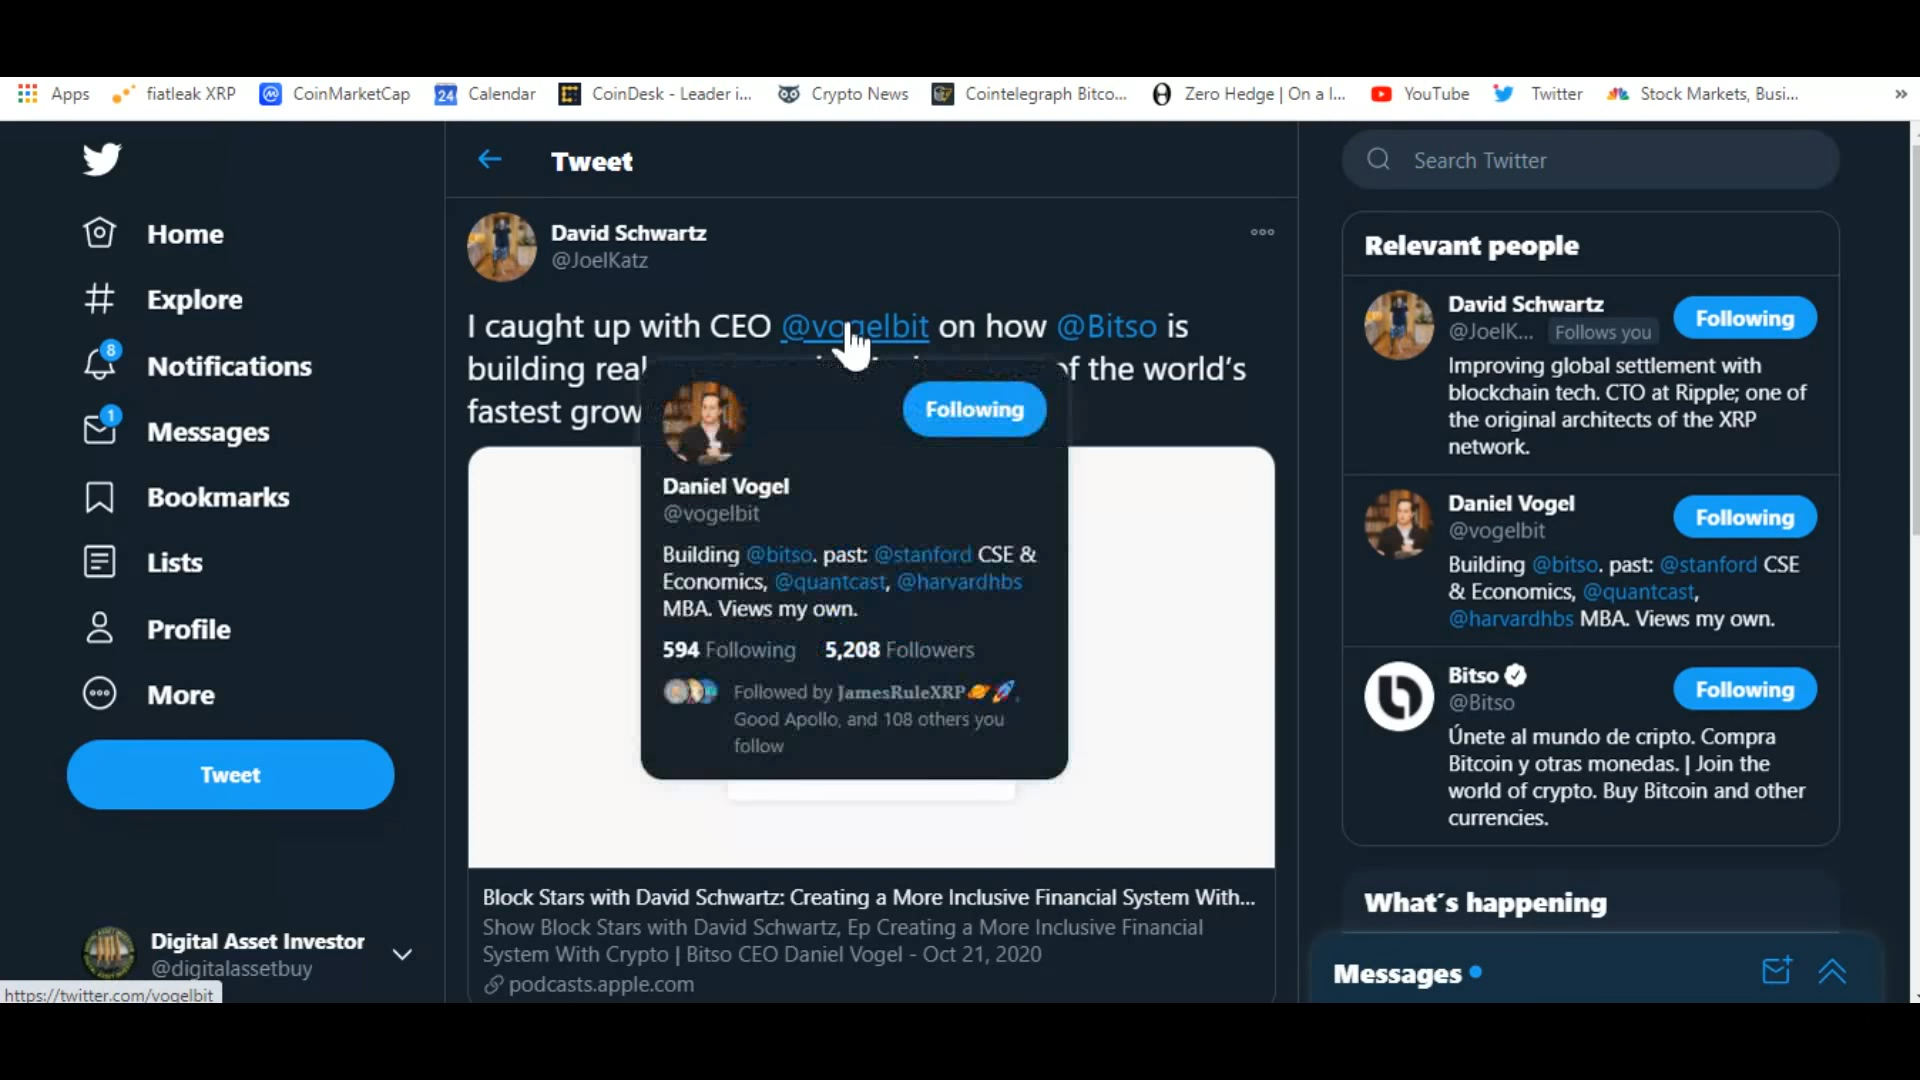 Apps fiatleak XRP CoinMarketCap 24 Calendar CoinDesk - Leader i... Crypto News Cointelegraph Bitco... Zero Hedge | On a l... YouTube Twitter Stock Markets, Busi... »
Home
Explore
8
Notifications
1
Messages
Bookmarks
Lists
Profile
More
Tweet
Digital Asset Investor
@digitalassetbuy
https://twitter.com/vogelbit
Tweet
David Schwartz
@JoelKatz
I caught up with CEO @vogelbit on how @Bitso is
building real of the world's
fastest grow
Following
Daniel Vogel
@vogelbit
Building @bitso. past: @stanford CSE &
Economics, @quantcast, @harvardhbs
MBA. Views my own.
594 Following 5,208 Followers
Followed by JamesRuleXRP🪐🚀,
Good Apollo, and 108 others you
follow
Block Stars with David Schwartz: Creating a More Inclusive Financial System With...
Show Block Stars with David Schwartz, Ep Creating a More Inclusive Financial
System With Crypto | Bitso CEO Daniel Vogel - Oct 21, 2020
podcasts.apple.com
Search Twitter
Relevant people
David Schwartz
@JoelK... Follows you
Following
Improving global settlement with
blockchain tech. CTO at Ripple; one of
the original architects of the XRP
network.
Daniel Vogel
@vogelbit
Following
Building @bitso. past: @stanford CSE
& Economics, @quantcast,
@harvardhbs MBA. Views my own.
Bitso
@Bitso
Following
Únete al mundo de cripto. Compra
Bitcoin y otras monedas. | Join the
world of crypto. Buy Bitcoin and other
currencies.
What's happening
Messages